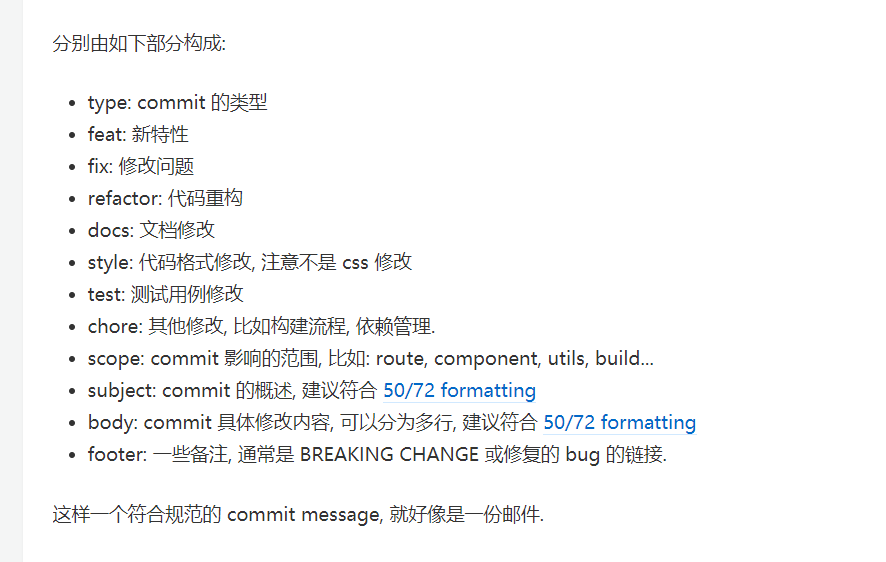 分别由如下部分构成:
type: commit 的类型
feat: 新特性
fix: 修改问题
refactor: 代码重构
docs: 文档修改
style: 代码格式修改, 注意不是 css 修改
test: 测试用例修改
chore: 其他修改, 比如构建流程, 依赖管理.
scope: commit 影响的范围, 比如: route, component, utils, build...
subject: commit 的概述, 建议符合 50/72 formatting
body: commit 具体修改内容, 可以分为多行, 建议符合 50/72 formatting
footer: 一些备注, 通常是 BREAKING CHANGE 或修复的 bug 的链接.
这样一个符合规范的 commit message, 就好像是一份邮件.